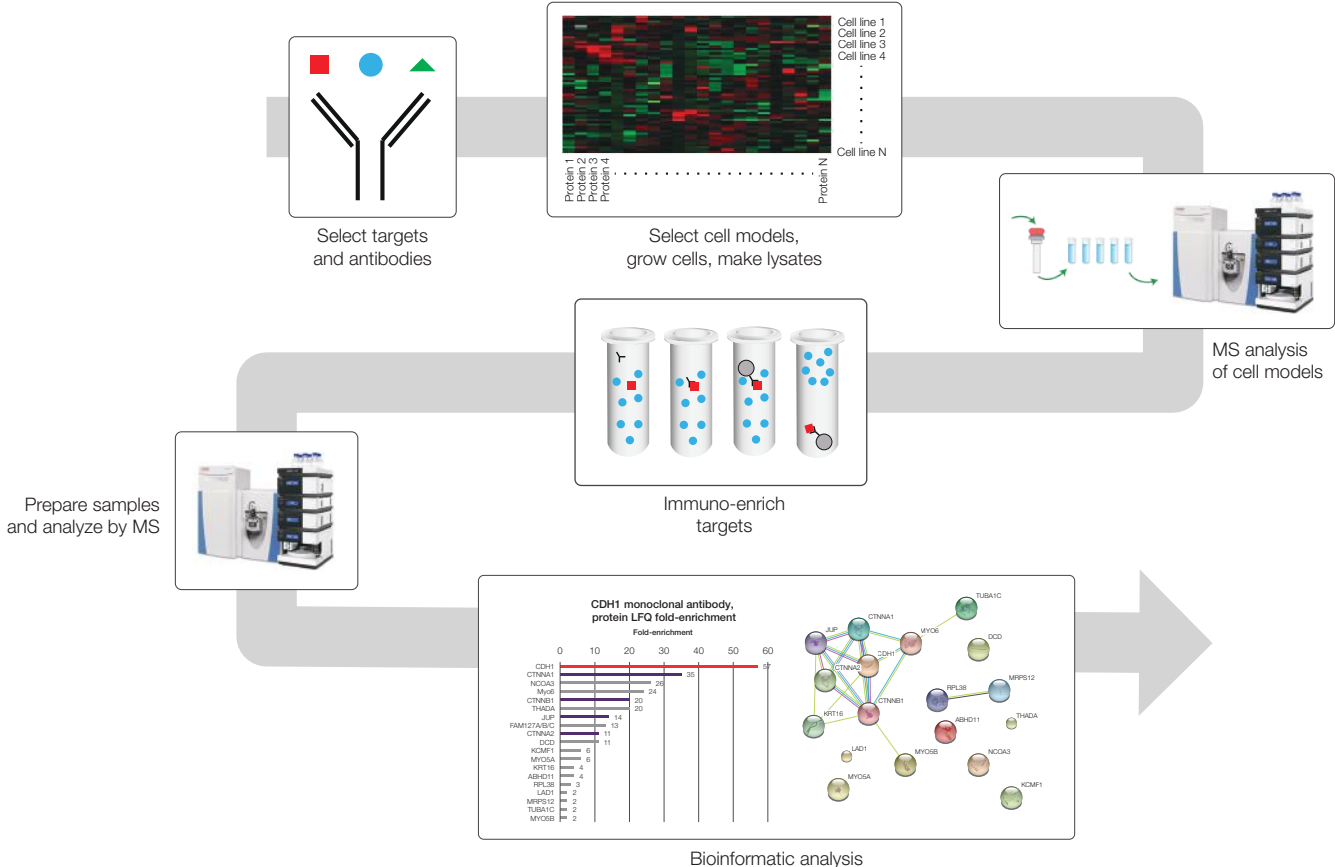 Cell line 1
Cell line 2
Cell line 3
Cell line 4
Cell line N
Protein 1
Protein 2
Protein 3
Protein 4
Protein N
Select targets
and antibodies
Select cell models,
grow cells, make lysates
MS analysis
of cell models
Immuno-enrich
targets
Prepare samples
and analyze by MS
CDH1 monoclonal antibody,
protein LFQ fold-enrichment
Fold-enrichment
0 10 20 30 40 50 60
CDH1 57
CTNNA1 35
NCOA3 26
Myo6 24
CTNNB1 20
THADA 20
JUP 14
FAM127A/B/C 13
CTNNA2 11
DCD 11
KCMF1 6
MYO5A 6
KRT16 4
ABHD11 4
RPL38 3
LAD1 2
MRPS12 2
TUBA1C 2
MYO5B 2
TUBA1C
CTNNA1
JUP
MYO6
DCD
CDH1
CTNNA2
MRPS12
RPL38
CTNNB1
KRT16
THADA
ABHD11
LAD1
MYO5B
NCOA3
MYO5A
KCMF1
Bioinformatic analysis